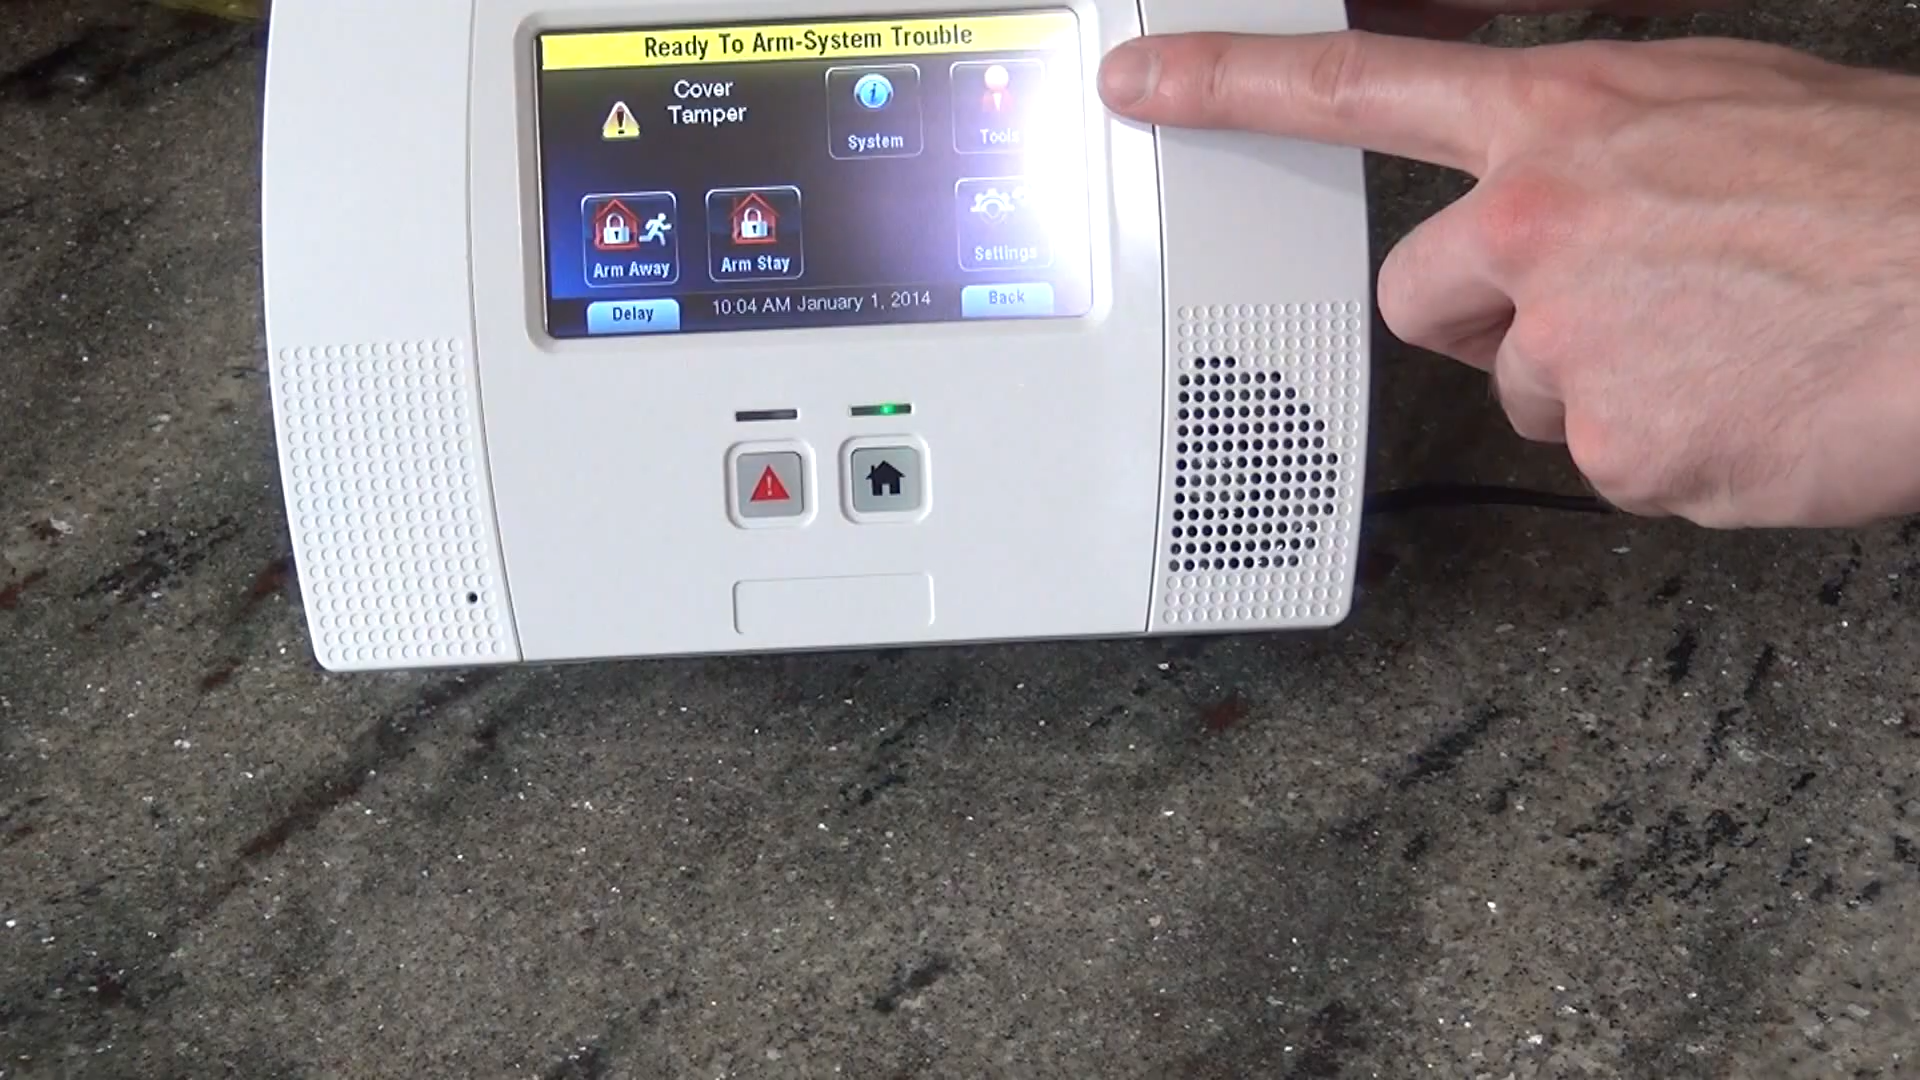 Ready To Arm-System Trouble
Cover
Tamper
System
Tools
Arm Away
Arm Stay
Settings
Delay
10:04 AM January 1, 2014
Back